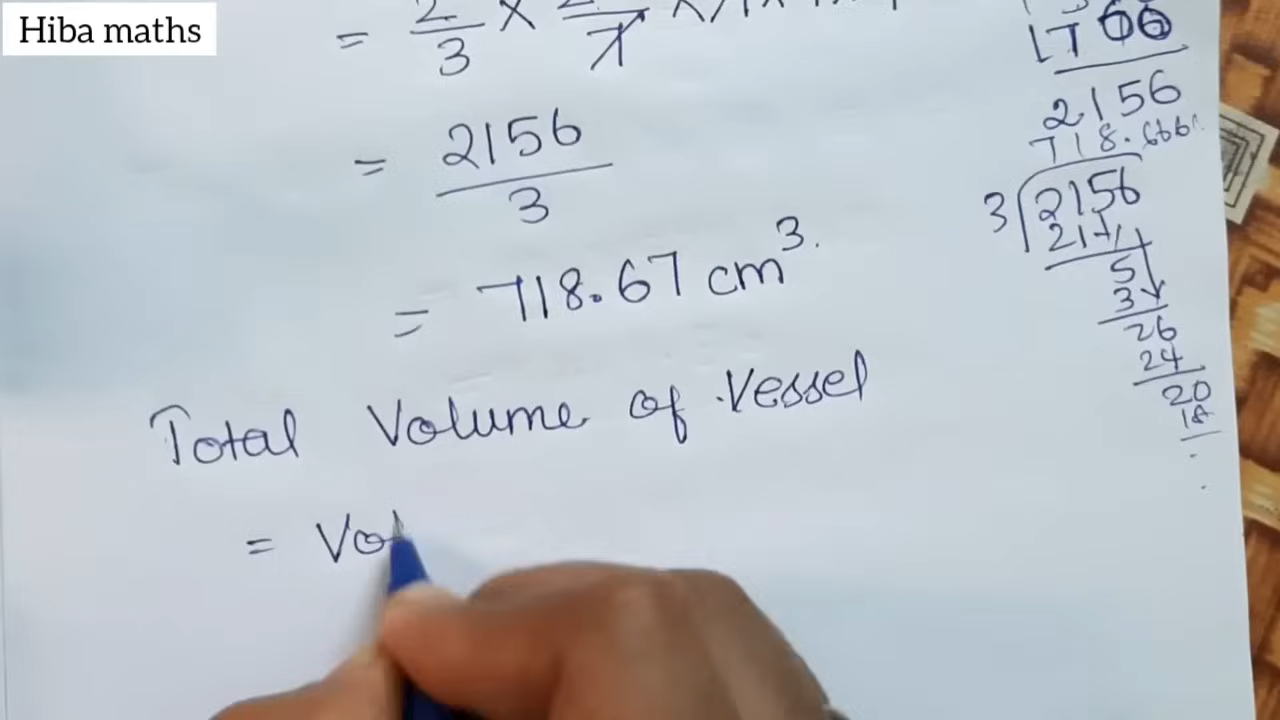 Hiba maths
= 2/3 ×
= 2156/3
= 718.67 cm³.
Total Volume of Vessel
= Vol
1766
2156
718.666
3 2156
21
5
3
26
24
20
18